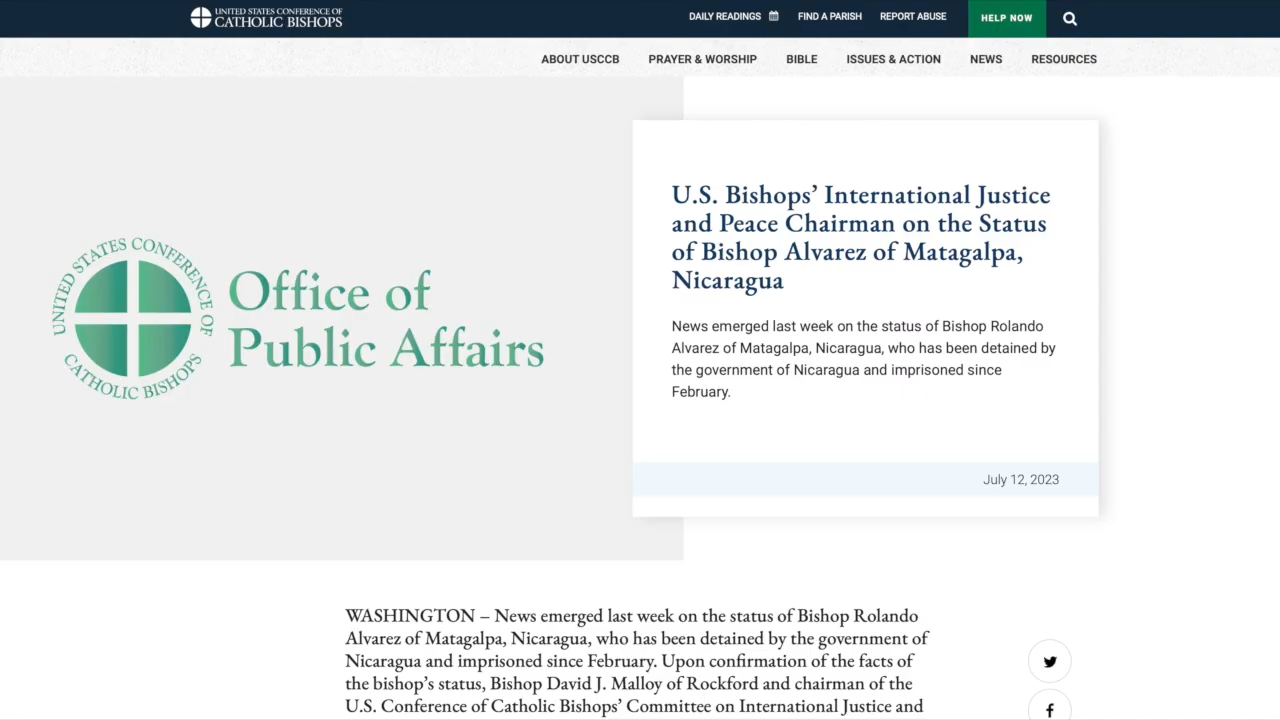 UNITED STATES CONFERENCE OF
CATHOLIC BISHOPS
DAILY READINGS
FIND A PARISH
REPORT ABUSE
HELP NOW
ABOUT USCCB
PRAYER & WORSHIP
BIBLE
ISSUES & ACTION
NEWS
RESOURCES
UNITED STATES CONFERENCE OF
CATHOLIC BISHOPS
Office of
Public Affairs
U.S. Bishops’ International Justice
and Peace Chairman on the Status
of Bishop Alvarez of Matagalpa,
Nicaragua
News emerged last week on the status of Bishop Rolando
Alvarez of Matagalpa, Nicaragua, who has been detained by
the government of Nicaragua and imprisoned since
February.
July 12, 2023
WASHINGTON – News emerged last week on the status of Bishop Rolando
Alvarez of Matagalpa, Nicaragua, who has been detained by the government of
Nicaragua and imprisoned since February. Upon confirmation of the facts of
the bishop’s status, Bishop David J. Malloy of Rockford and chairman of the
U.S. Conference of Catholic Bishops’ Committee on International Justice and